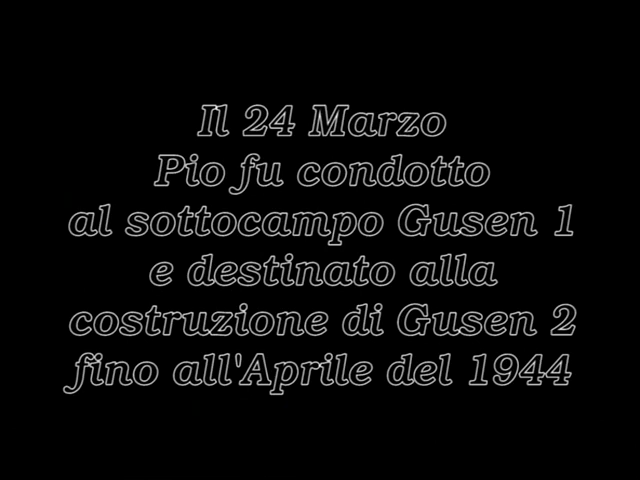 Il 24 Marzo
Pio fu condotto
al sottocampo Gusen 1
e destinato alla
costruzione di Gusen 2
fino all'Aprile del 1944